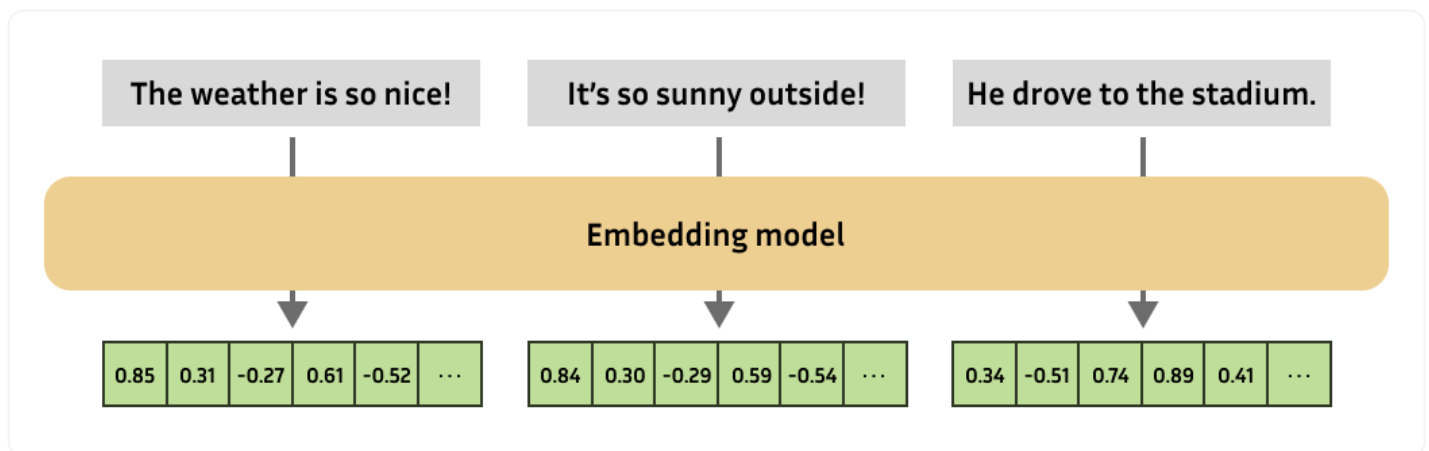 The weather is so nice!
It’s so sunny outside!
He drove to the stadium.
Embedding model
0.85 0.31 -0.27 0.61 -0.52 ...
0.84 0.30 -0.29 0.59 -0.54 ...
0.34 -0.51 0.74 0.89 0.41 ...